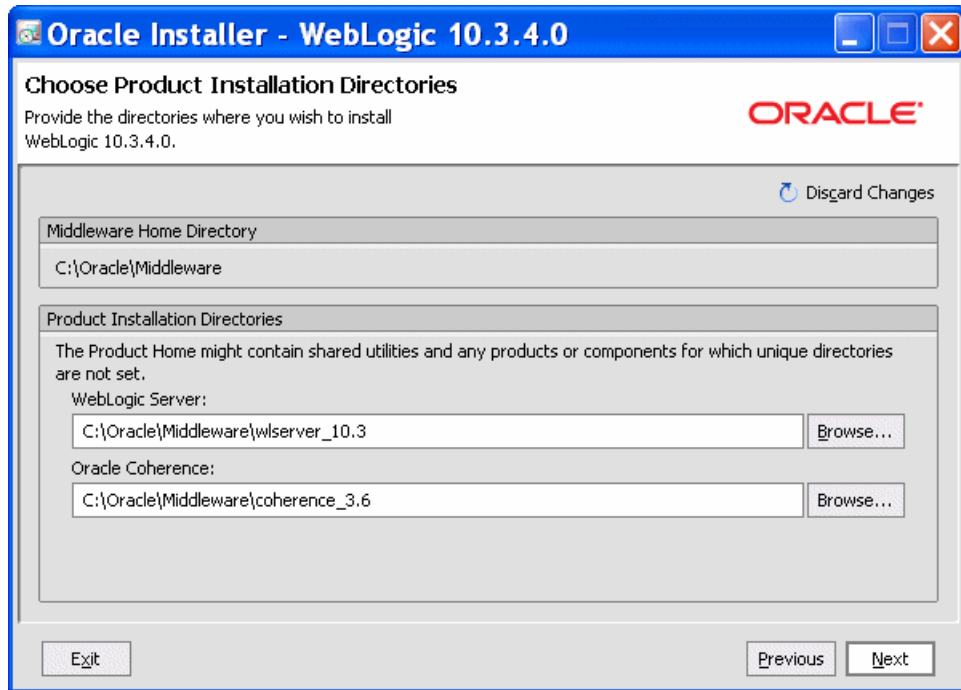 Oracle Installer - WebLogic 10.3.4.0
Choose Product Installation Directories
Provide the directories where you wish to install
WebLogic 10.3.4.0.
ORACLE
Discard Changes
Middleware Home Directory
C:\Oracle\Middleware
Product Installation Directories
The Product Home might contain shared utilities and any products or components for which unique directories
are not set.
WebLogic Server:
C:\Oracle\Middleware\wlserver_10.3
Browse...
Oracle Coherence:
C:\Oracle\Middleware\coherence_3.6
Browse...
Exit
Previous
Next